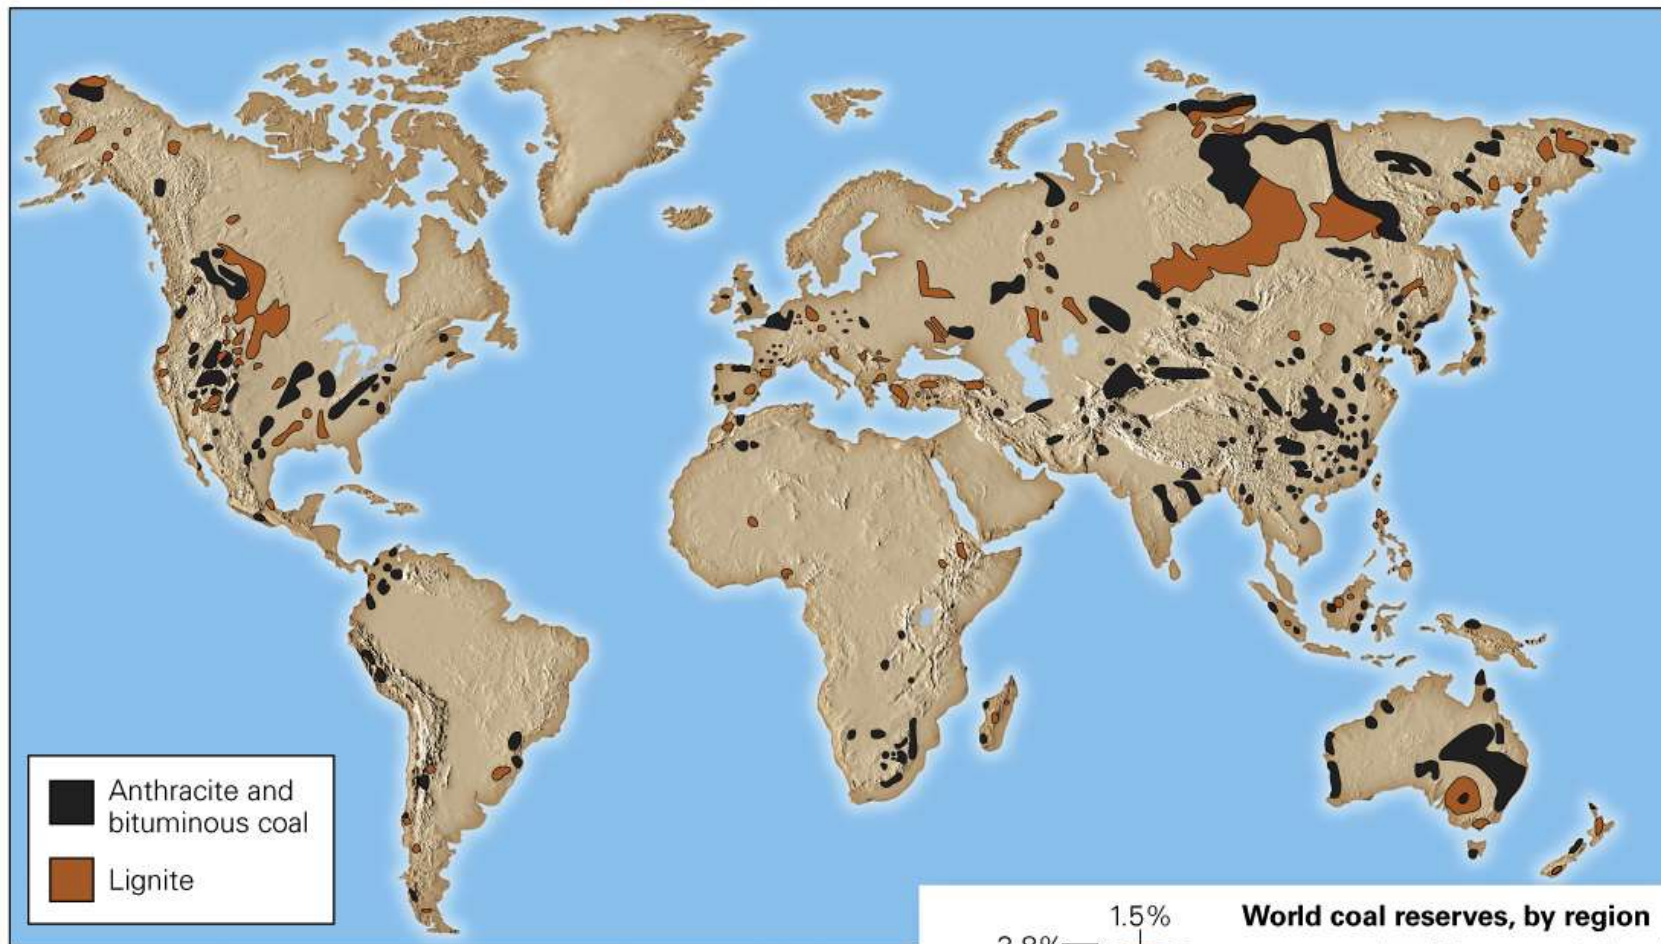 Anthracite and
bituminous coal
Lignite
1.5%
World coal reserves, by region